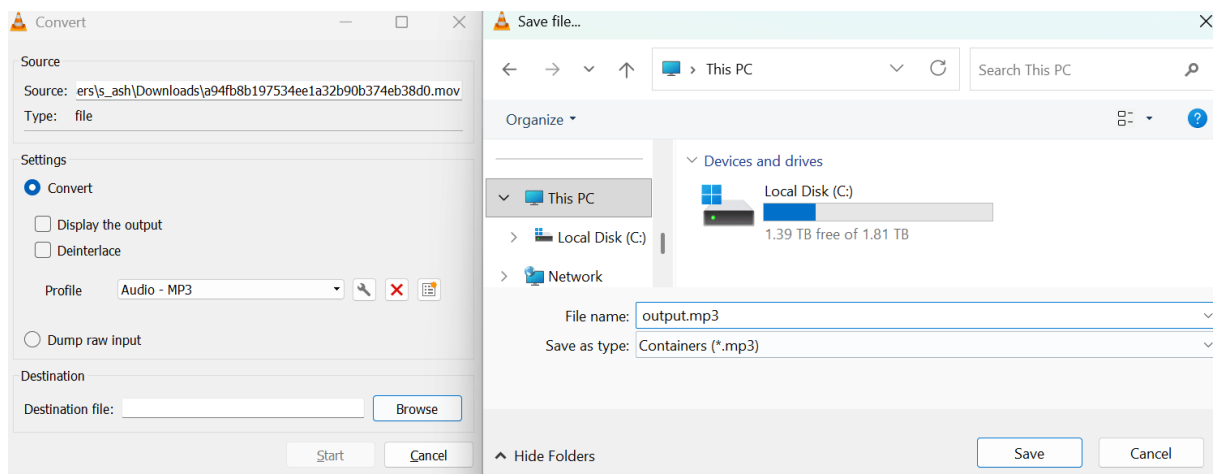 Convert
Source
Source: .ers\s_ash\Downloads\a94fb8b197534ee1a32b90b374eb38d0.mov
Type: file
Settings
Convert
Display the output
Deinterlace
Profile Audio - MP3
Dump raw input
Destination
Destination file: Browse
Start Cancel
Save file...
This PC Search This PC
Organize
Devices and drives
This PC
Local Disk (C:)
Local Disk (C:)
1.39 TB free of 1.81 TB
Network
File name: output.mp3
Save as type: Containers (*.mp3)
Hide Folders Save Cancel